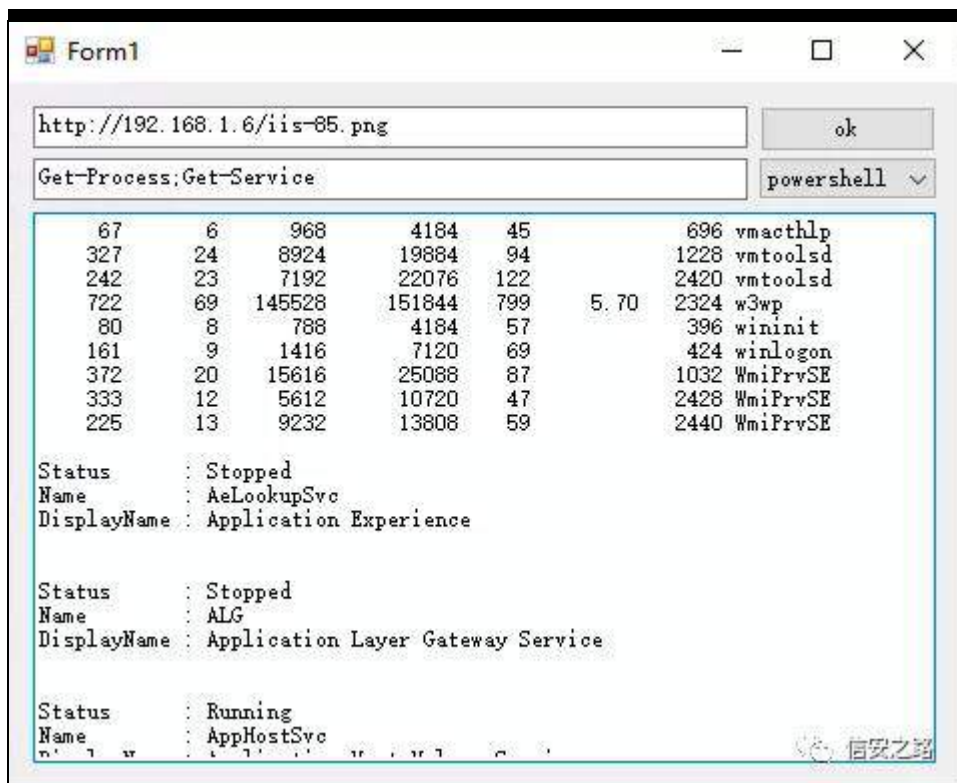 Form1
http://192.168.1.6/iis-85.png
ok
Get-Process;Get-Service
powershell
67 6 968 4184 45 696 vmacthlp
327 24 8924 19884 94 1228 vmtoolsd
242 23 7192 22076 122 2420 vmtoolsd
722 69 145528 151844 799 5.70 2324 w3wp
80 8 788 4184 57 396 wininit
161 9 1416 7120 69 424 winlogon
372 20 15616 25088 87 1032 WmiPrvSE
333 12 5612 10720 47 2428 WmiPrvSE
225 13 9232 13808 59 2440 WmiPrvSE
Status : Stopped
Name : AeLookupSvc
DisplayName : Application Experience
Status : Stopped
Name : ALG
DisplayName : Application Layer Gateway Service
Status : Running
Name : AppHostSvc
信安之路